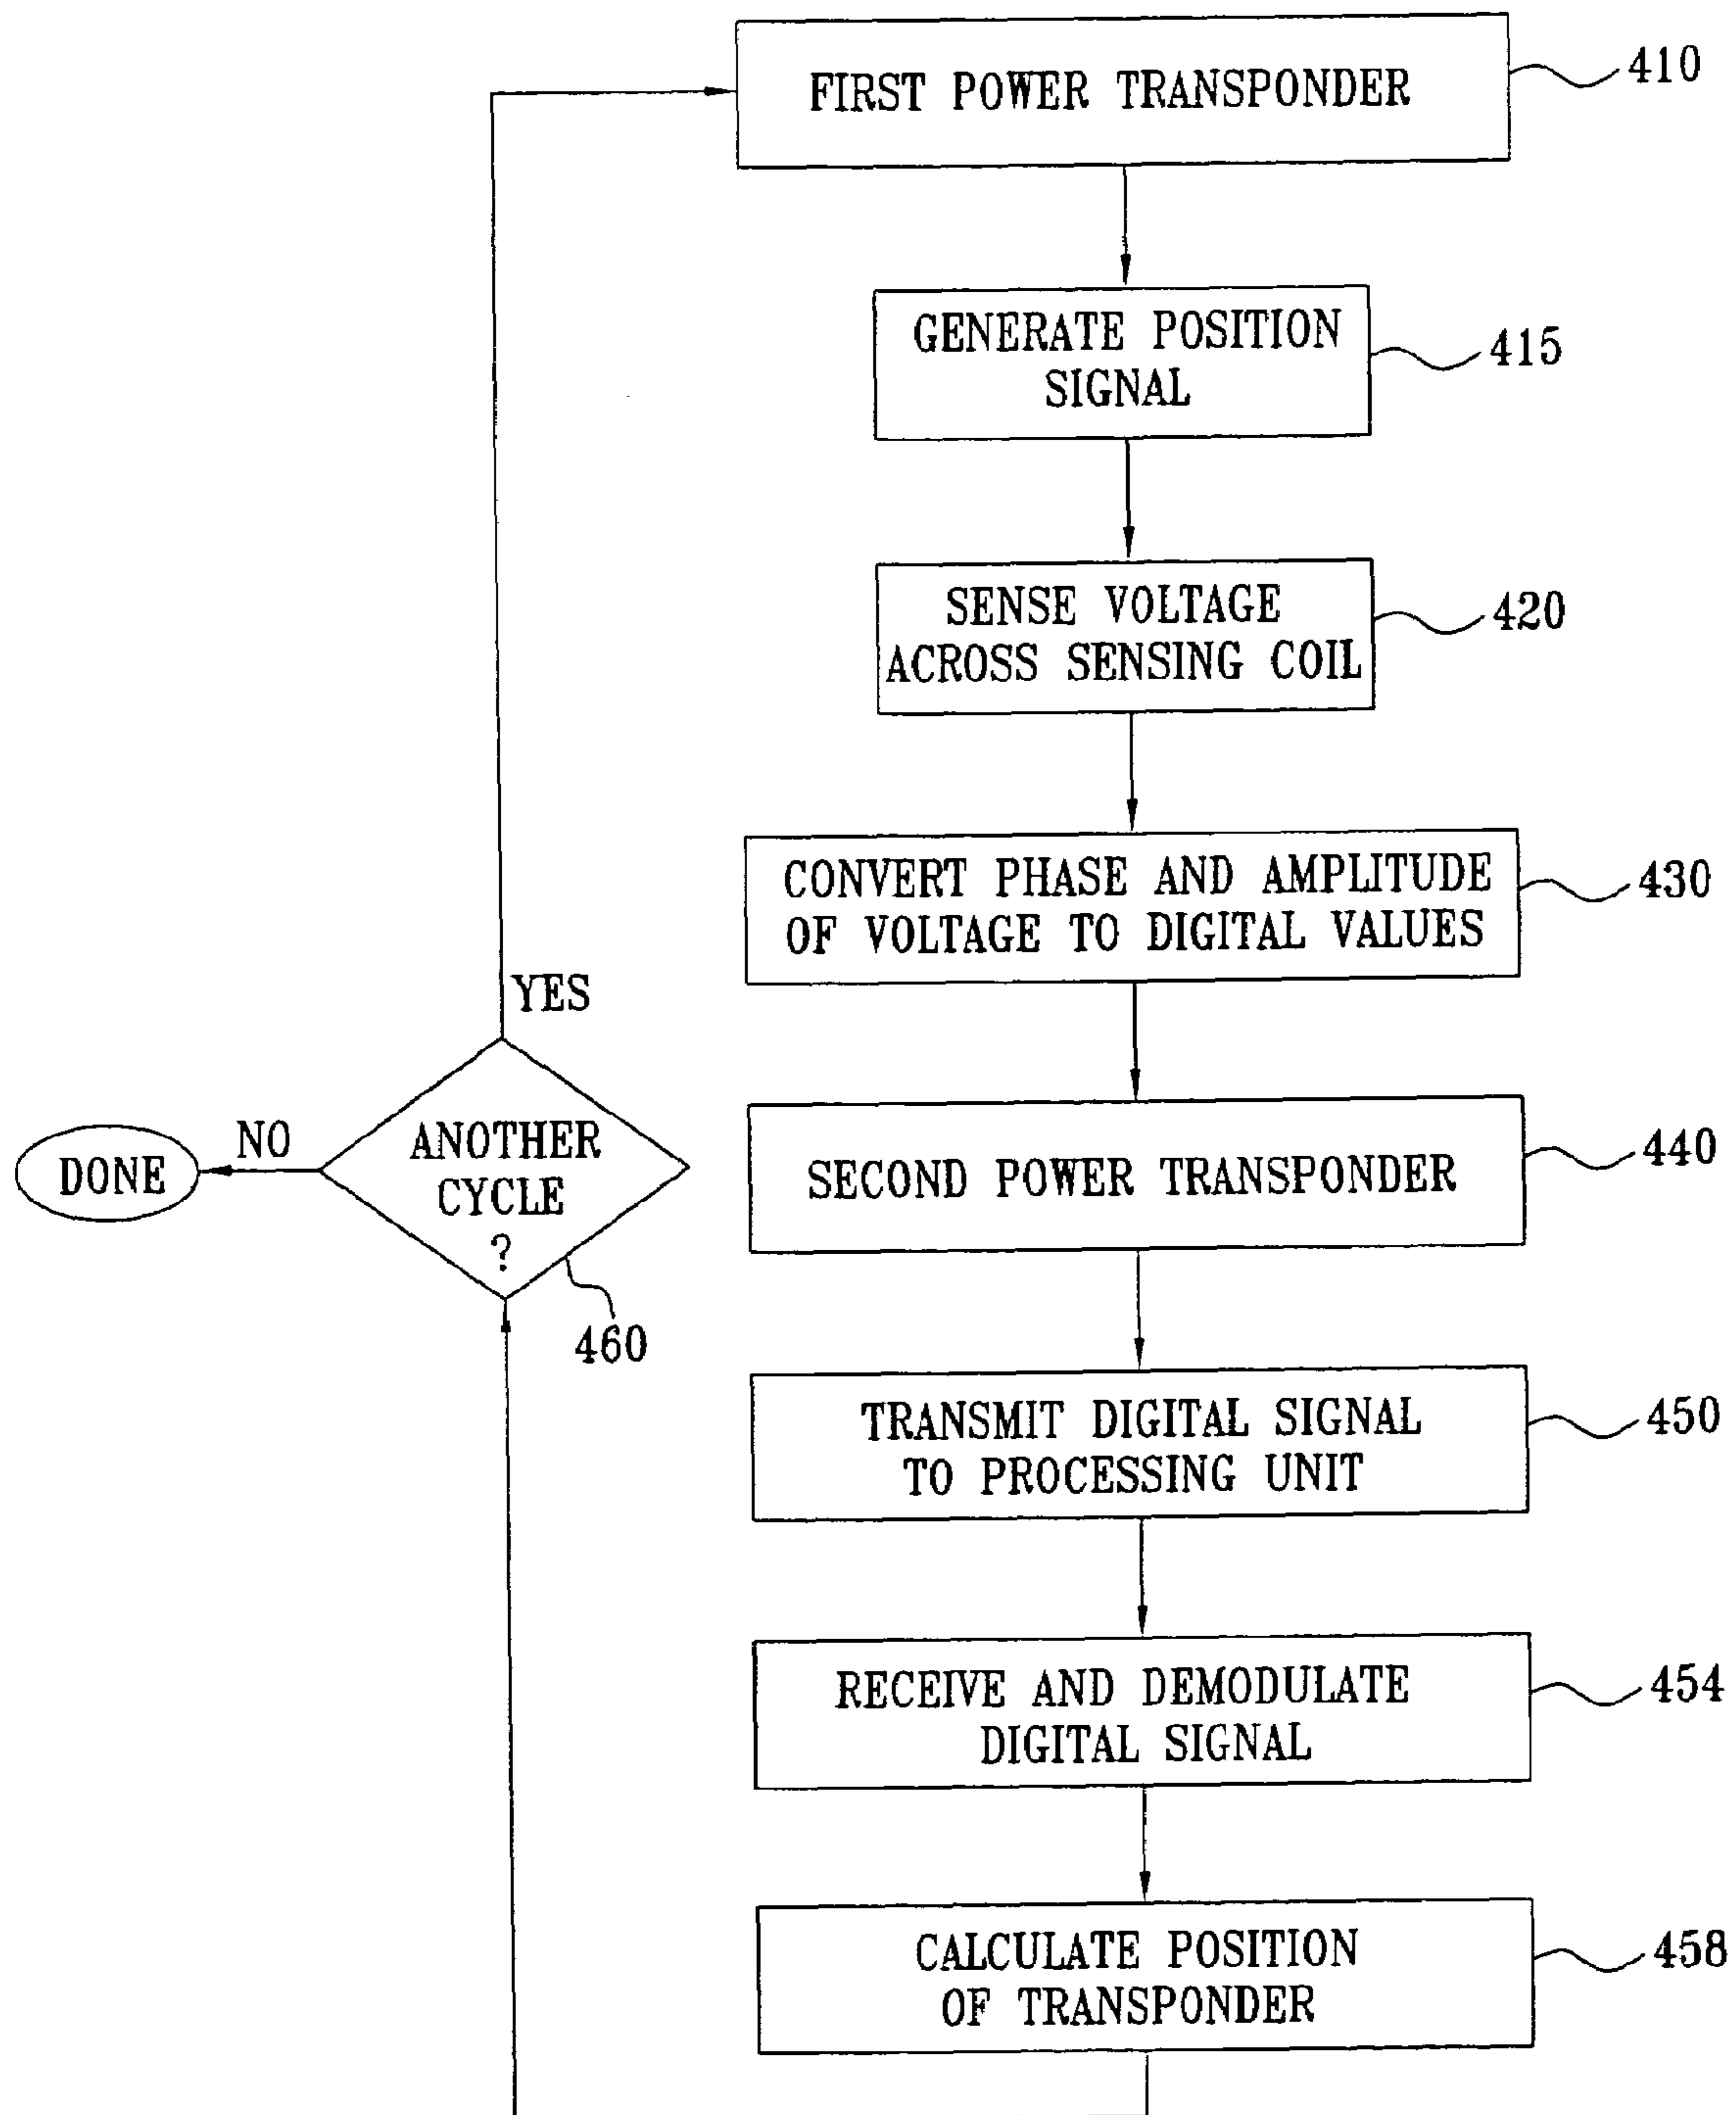 FIRST POWER TRANSPONDER
410
GENERATE POSITION
SIGNAL
415
SENSE VOLTAGE
ACROSS SENSING COIL
420
CONVERT PHASE AND AMPLITUDE
OF VOLTAGE TO DIGITAL VALUES
430
YES
NO
DONE
ANOTHER
CYCLE
?
460
SECOND POWER TRANSPONDER
440
TRANSMIT DIGITAL SIGNAL
TO PROCESSING UNIT
450
RECEIVE AND DEMODULATE
DIGITAL SIGNAL
454
CALCULATE POSITION
OF TRANSPONDER
458